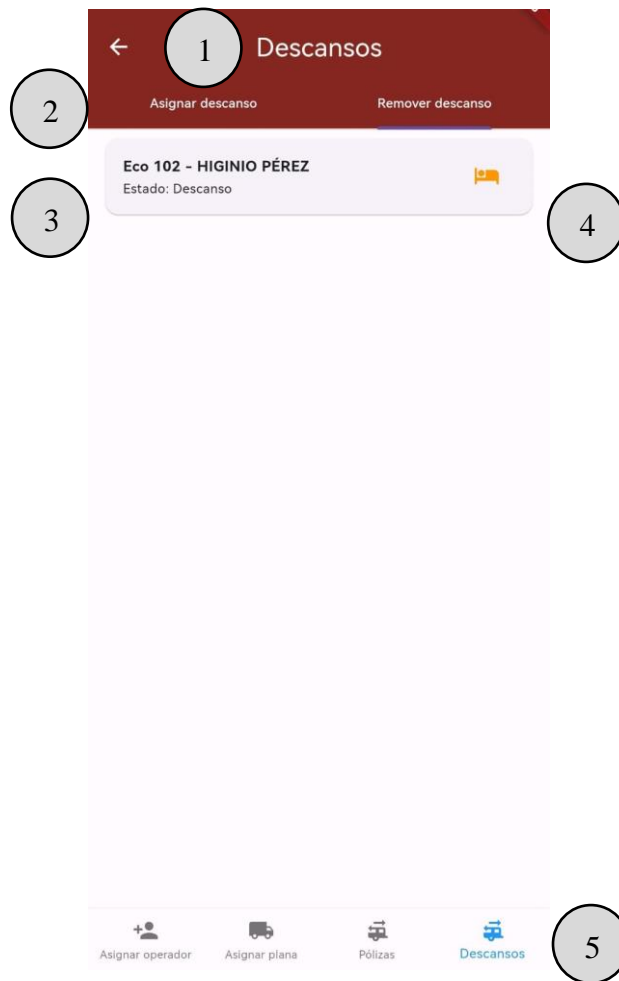 1
Descansos
2
Asignar descanso Remover descanso
Eco 102 - HIGINIO PÉREZ
Estado: Descanso
3
4
Asignar operador Asignar plana Pólizas Descansos
5